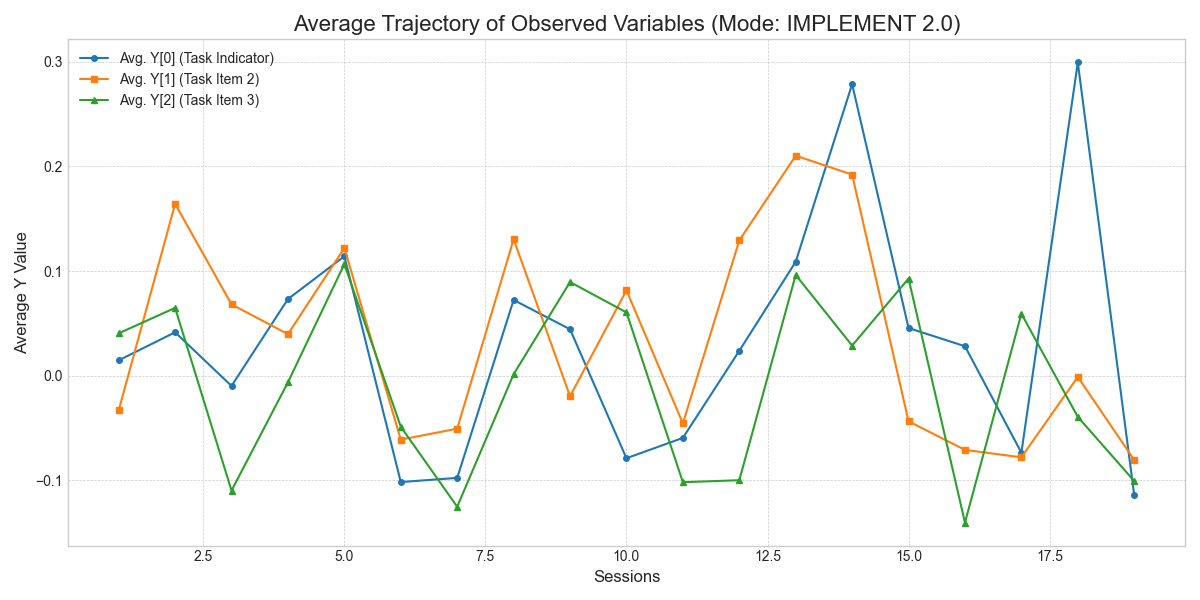 Average Trajectory of Observed Variables (Mode: IMPLEMENT 2.0)
Avg. Y[0] (Task Indicator)
Avg. Y[1] (Task Item 2)
Avg. Y[2] (Task Item 3)
0.3
0.2
0.1
0.0
−0.1
Average Y Value
2.5 5.0 7.5 10.0 12.5 15.0 17.5
Sessions